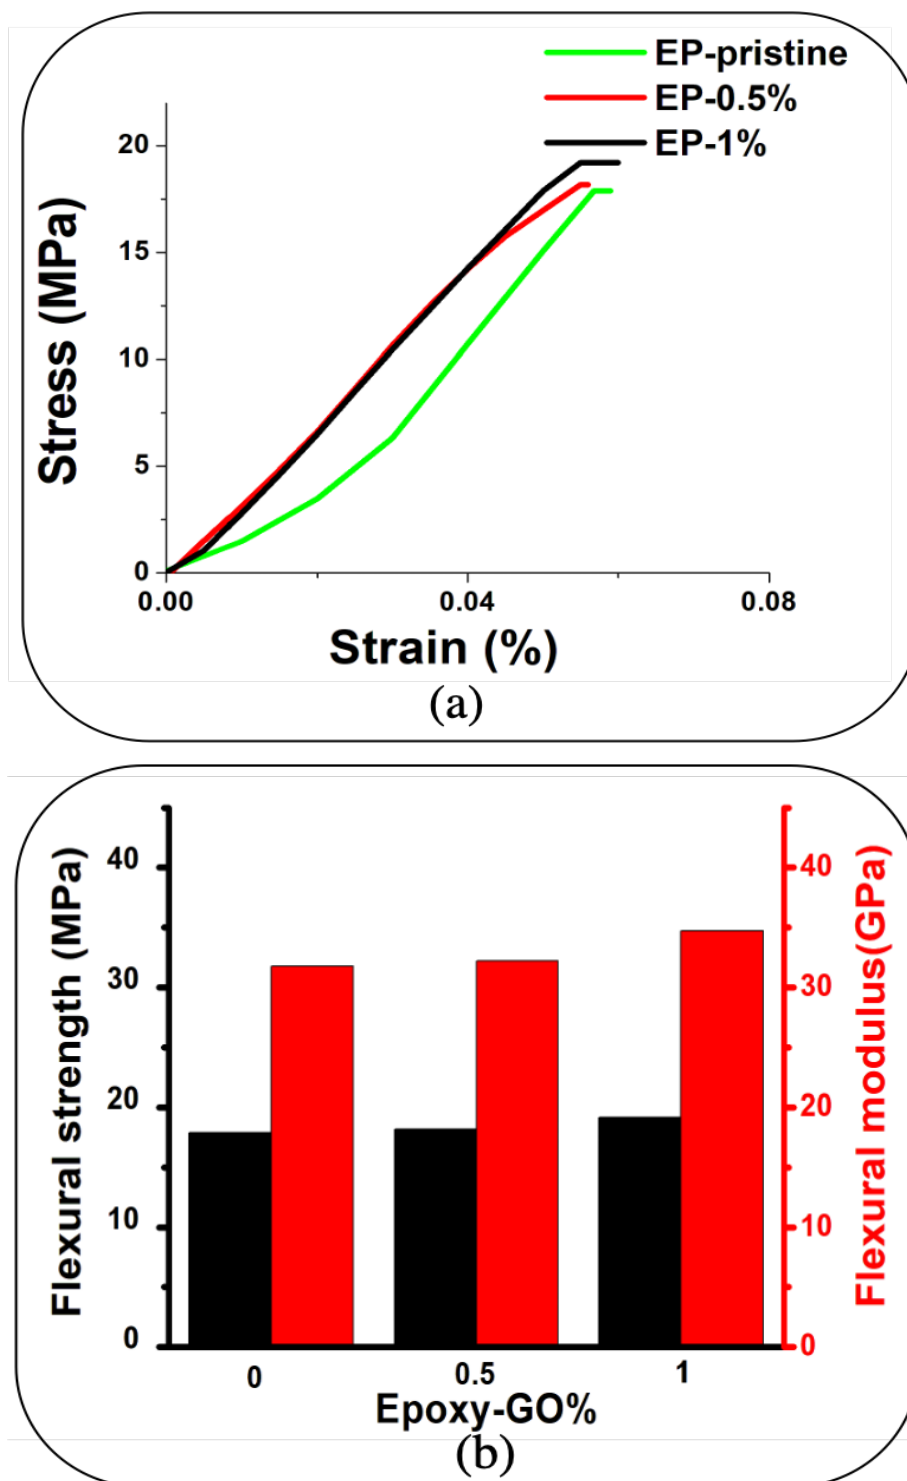 EP-pristine
EP-0.5%
EP-1%
20
15
10
5
0
0.00
0.04
0.08
Stress (MPa)
Strain (%)
(a)
Flexural strength (MPa)
40
30
20
10
0
40
30
20
10
0
Flexural modulus(GPa)
0
0.5
1
Epoxy-GO%
(b)